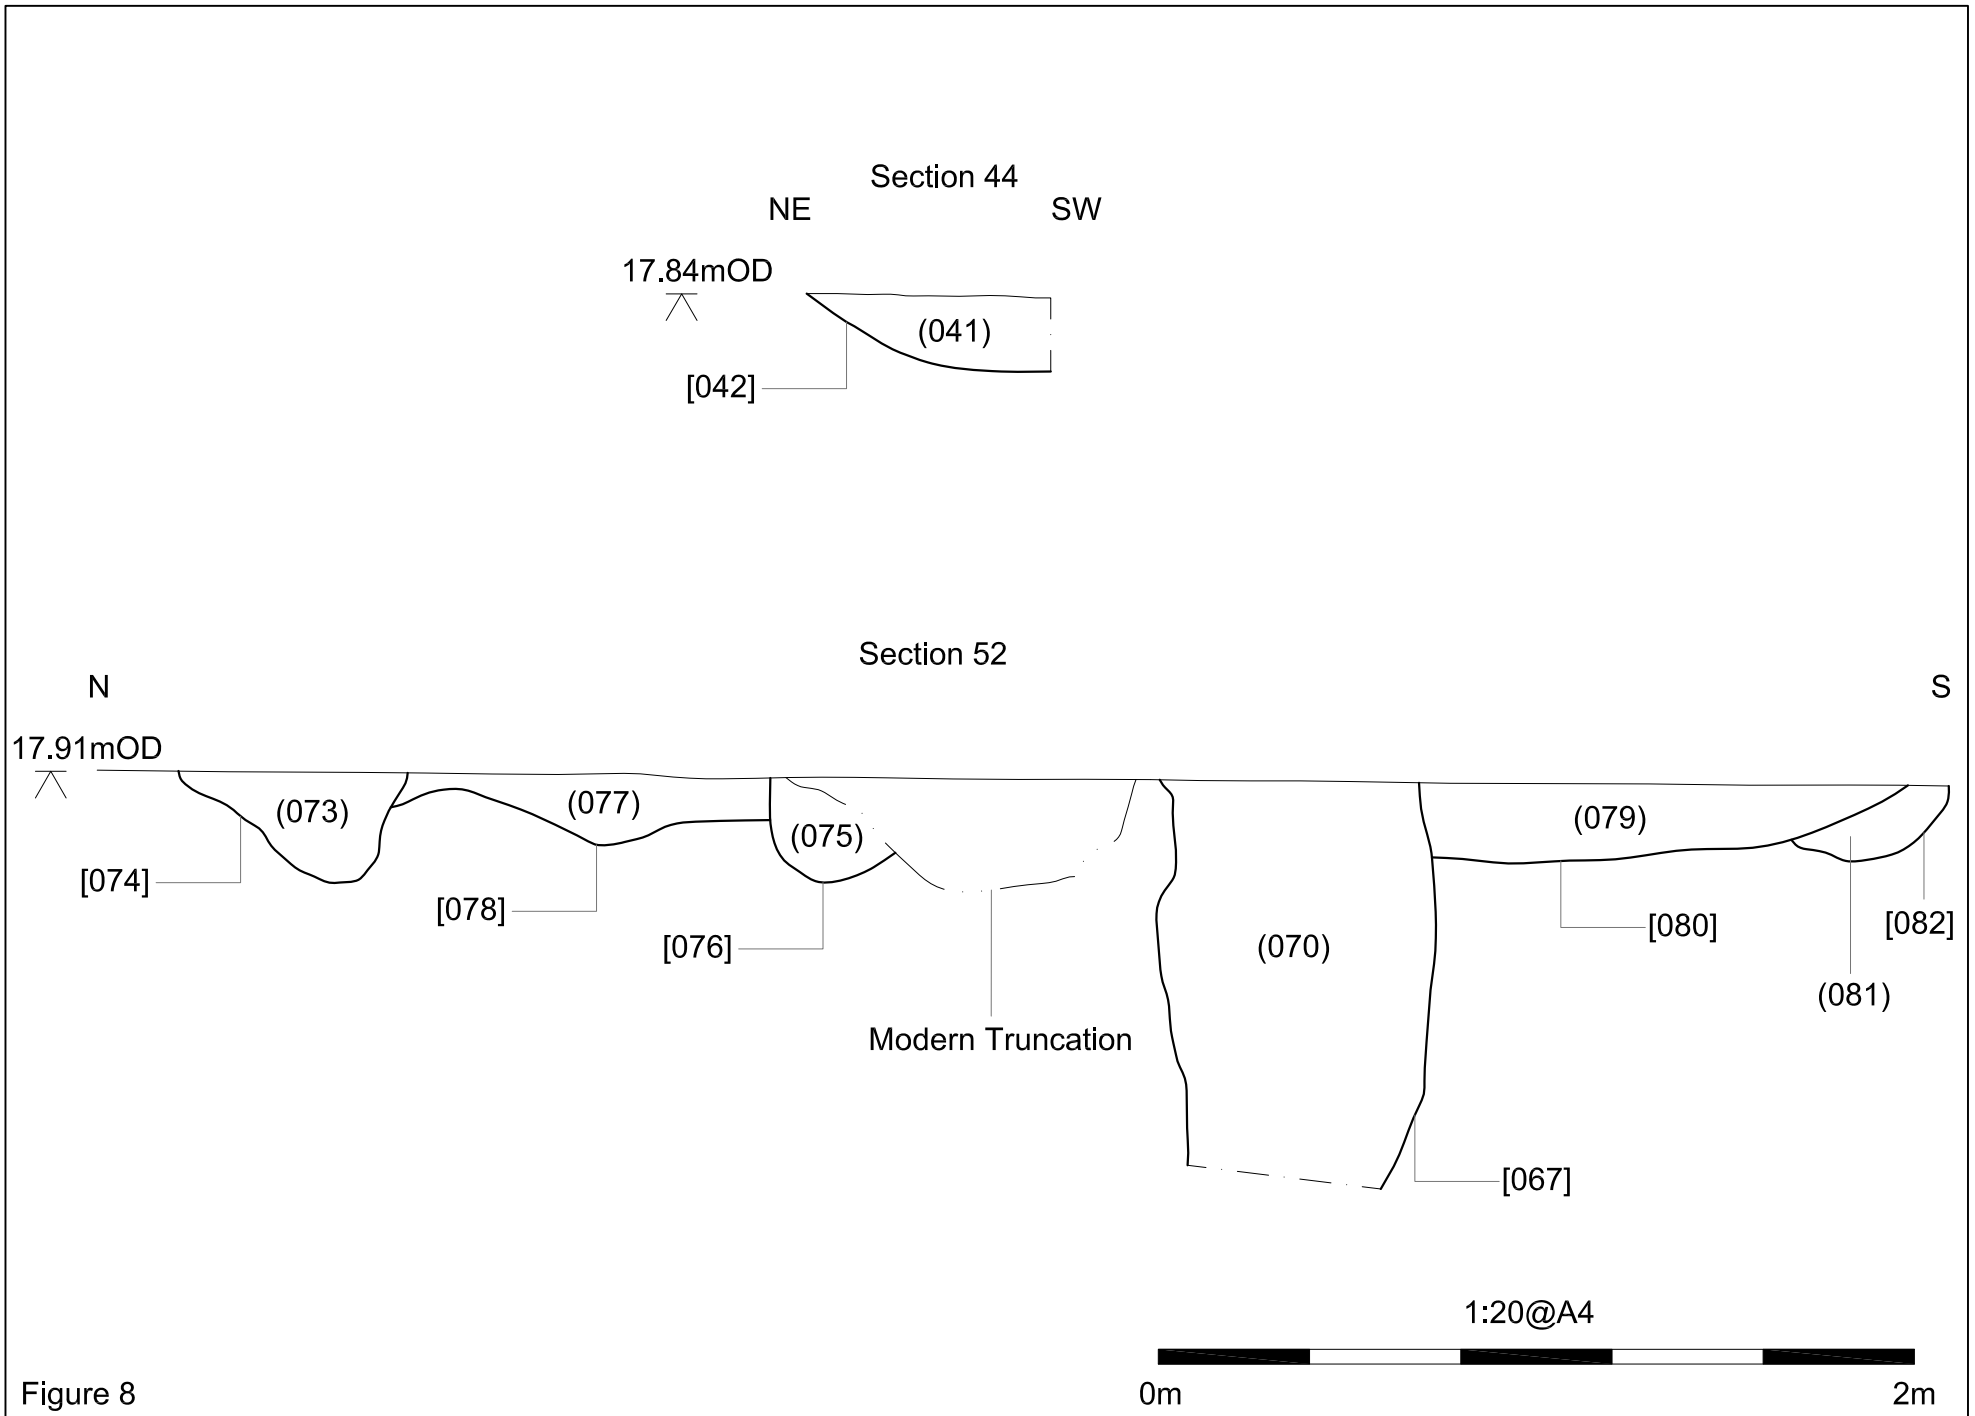 Section 44
NE SW
17.84mOD
(041)
[042]
Section 52
N S
17.91mOD
(073)
(077)
(075)
(079)
[074]
[078]
[076]
(070)
[080]
[082]
(081)
Modern Truncation
[067]
1:20@A4
0m 2m
Figure 8